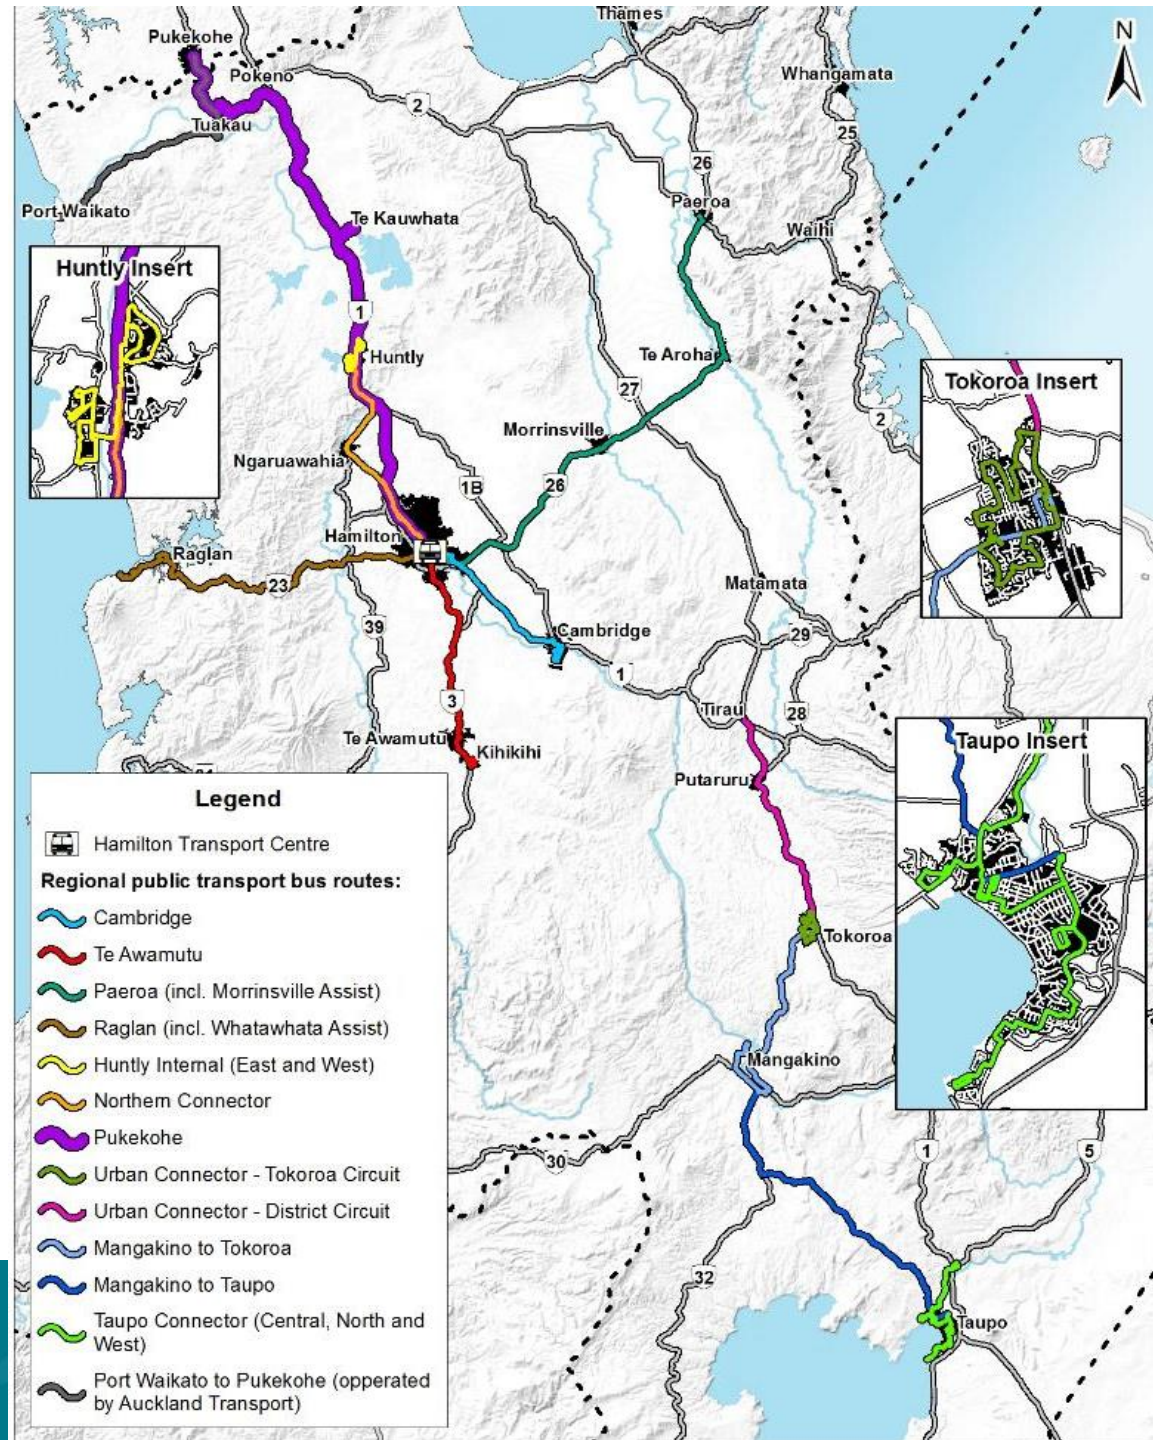 Thames
Pukekohe
N
Pokeno
Whangamata
2
Tuakau
25
26
Port Waikato
Paeroa
Te Kauwhata
Waihi
Huntly Insert
1
Huntly
Te Aroha
Tokoroa Insert
27
2
Morrinsville
Ngaruawahia
1B
26
Hamilton
Raglan
23
Matamata
39
Cambridge
29
1
3
Tirau
28
Te Awamutu
Kihikihi
Taupo Insert
Putaruru
Legend
Hamilton Transport Centre
Regional public transport bus routes:
Cambridge
Te Awamutu
Tokoroa
Paeroa (incl. Morrinsville Assist)
Raglan (incl. Whatawhata Assist)
Huntly Internal (East and West)
Mangakino
Northern Connector
Pukekohe
1
5
30
Urban Connector - Tokoroa Circuit
Urban Connector - District Circuit
Mangakino to Tokoroa
32
Mangakino to Taupo
Taupo Connector (Central, North and
West)
Taupo
Port Waikato to Pukekohe (opperated
by Auckland Transport)